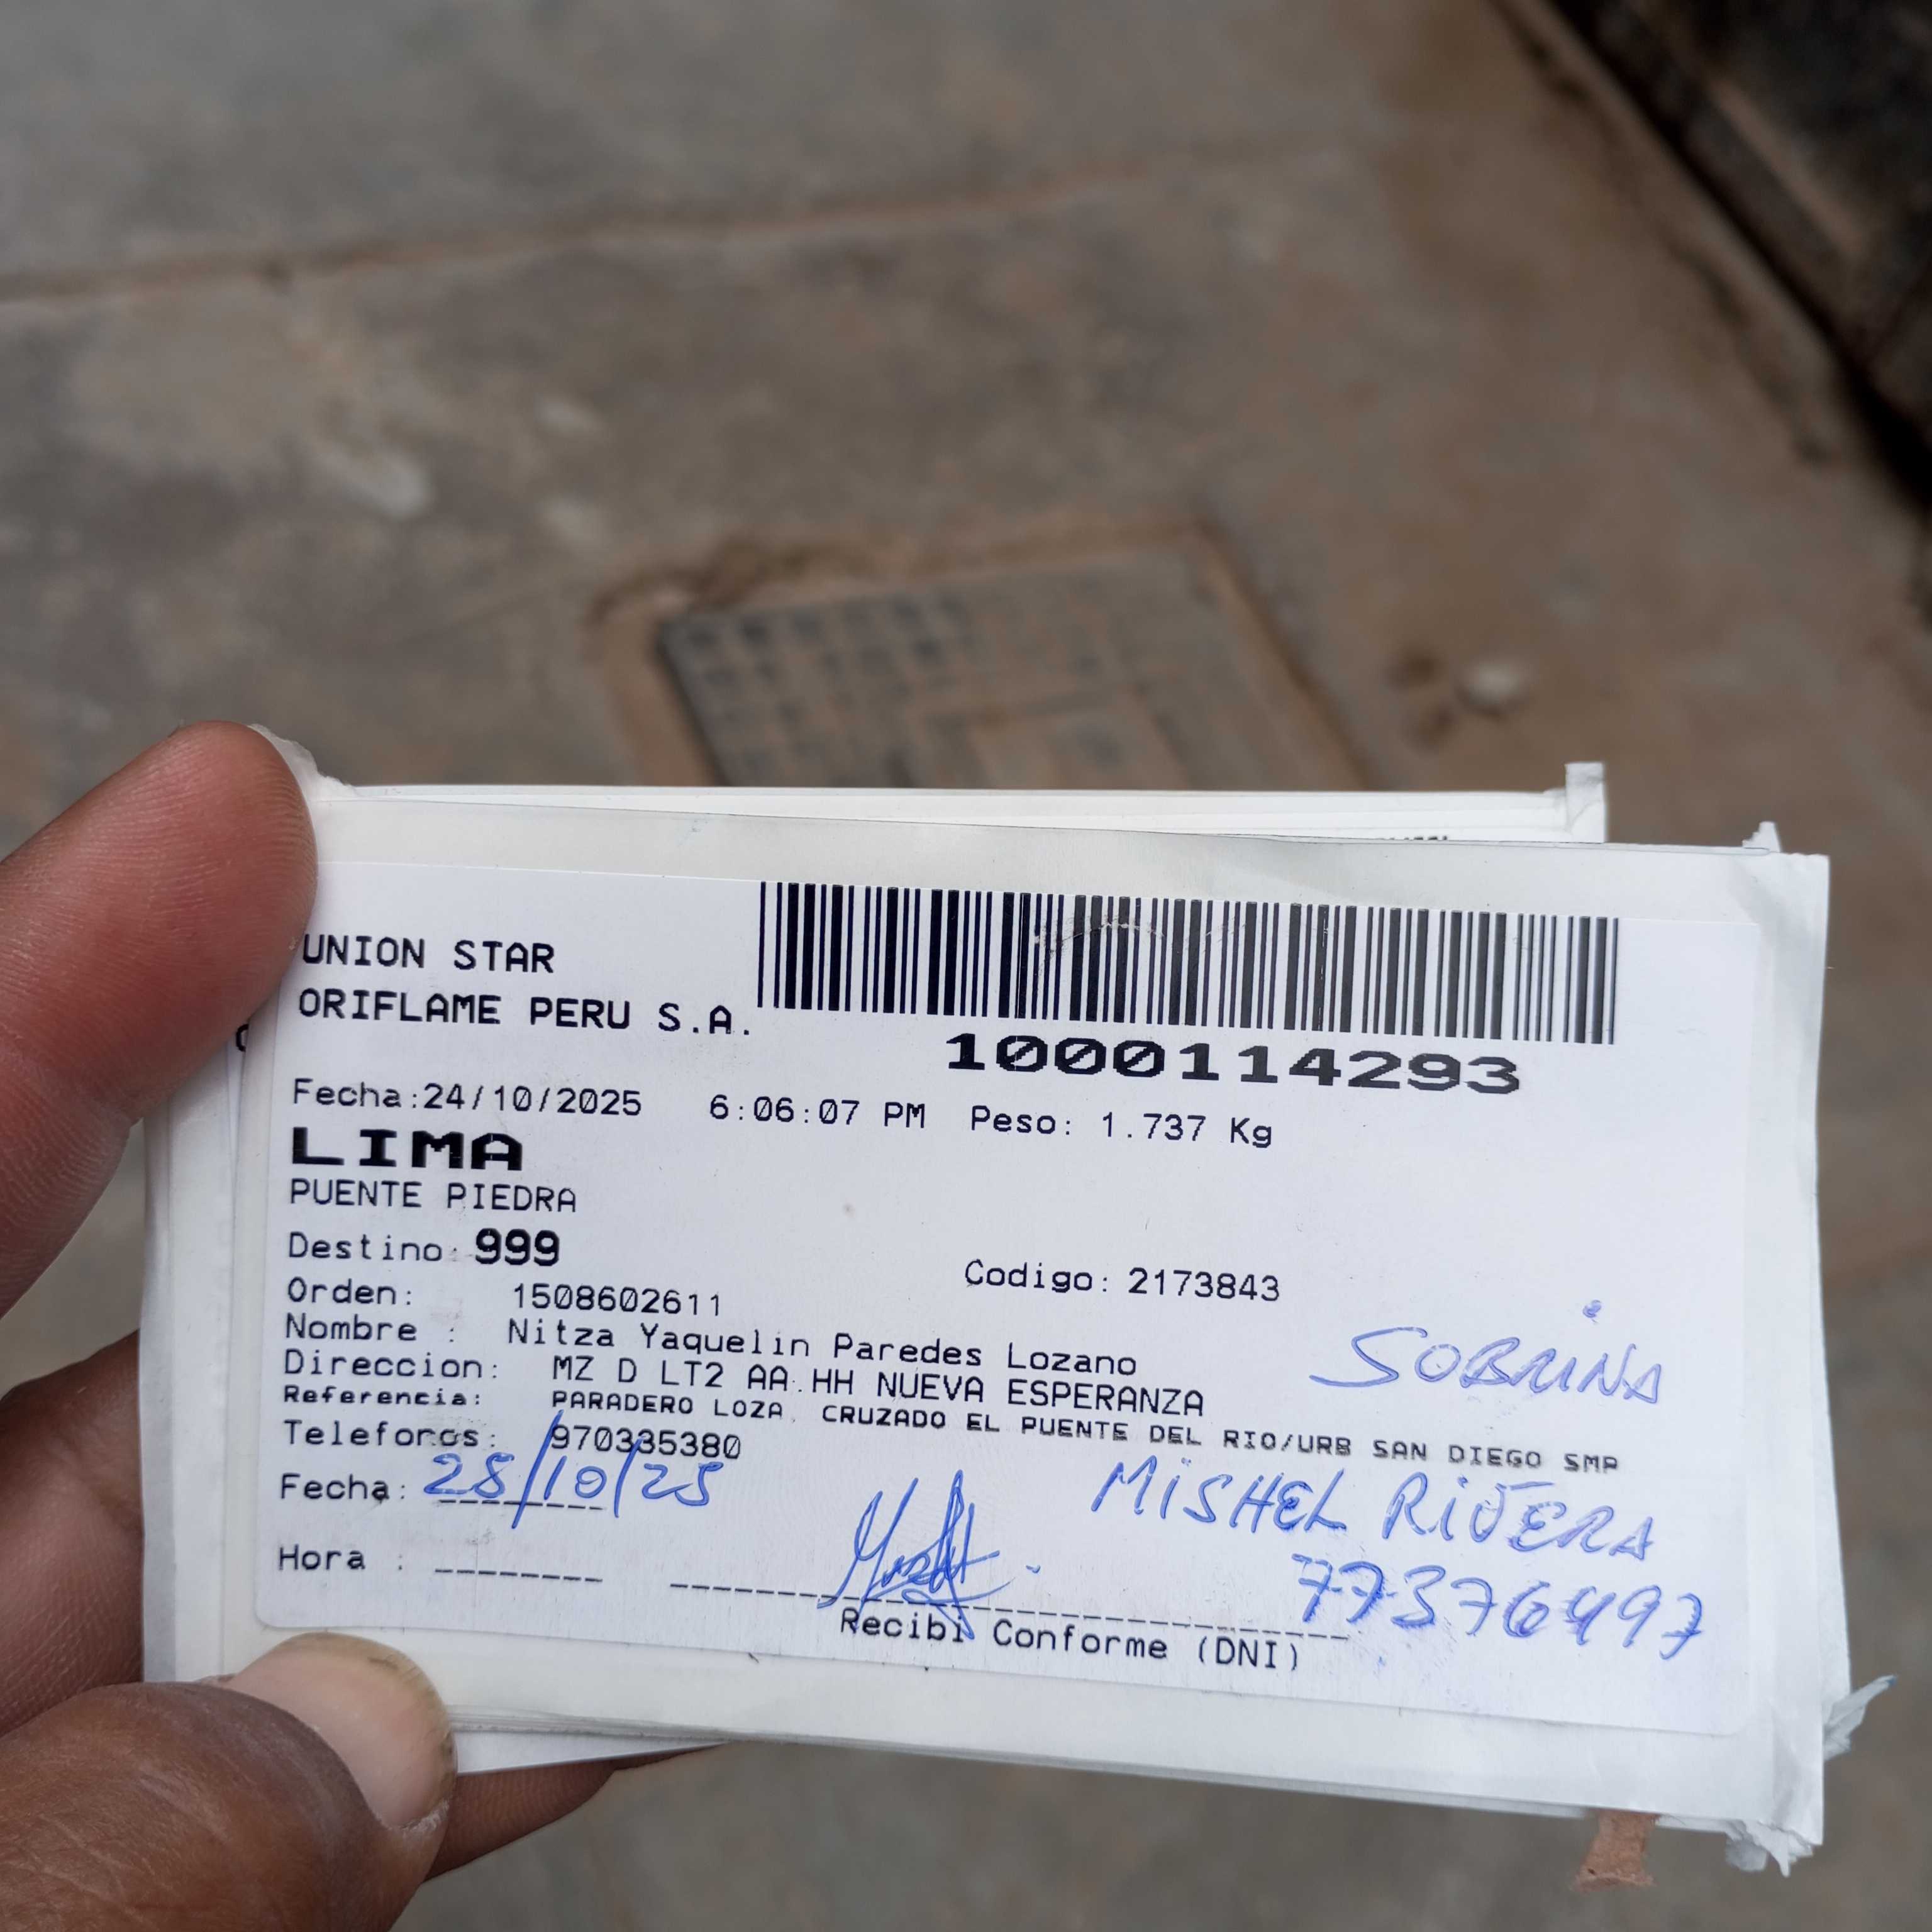 UNION STAR
ORIFLAME PERU S.A.
1000114293
Fecha:24/10/2025 6:06:07 PM Peso: 1.737 Kg
LIMA
PUENTE PIEDRA
Destino: 999
Codigo: 2173843
Orden: 1508602611
Nombre : Nitza Yaquelin Paredes Lozano
SOBRINA
Direccion: MZ D LT2 AA.HH NUEVA ESPERANZA
Referencia: PARADERO LOZA, CRUZADO EL PUENTE DEL RIO/URB SAN DIEGO SMP
Telefonos: 970335380
Fecha: 25/10/25
MISHEL RIVERA
Hora :
77376497
Recibi Conforme (DNI)